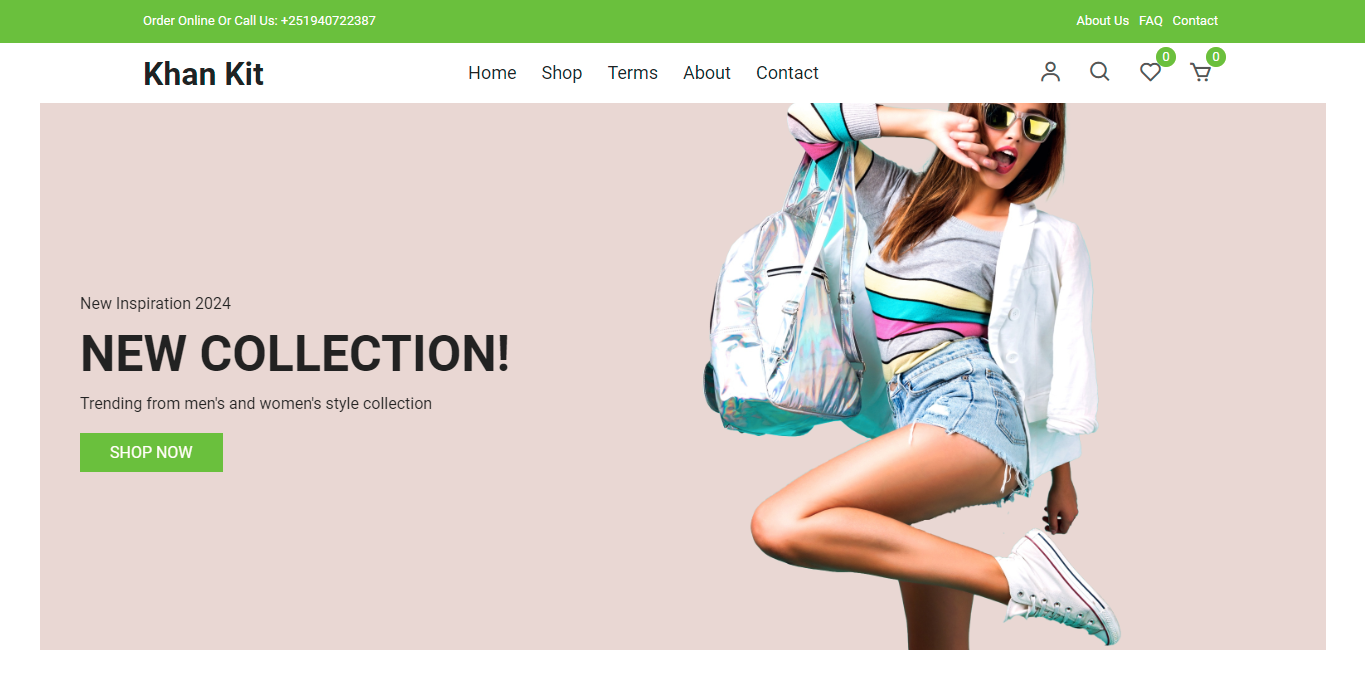 Order Online Or Call Us: +251940722387
About Us FAQ Contact
Khan Kit
Home Shop Terms About Contact
0 0
New Inspiration 2024
NEW COLLECTION!
Trending from men's and women's style collection
SHOP NOW